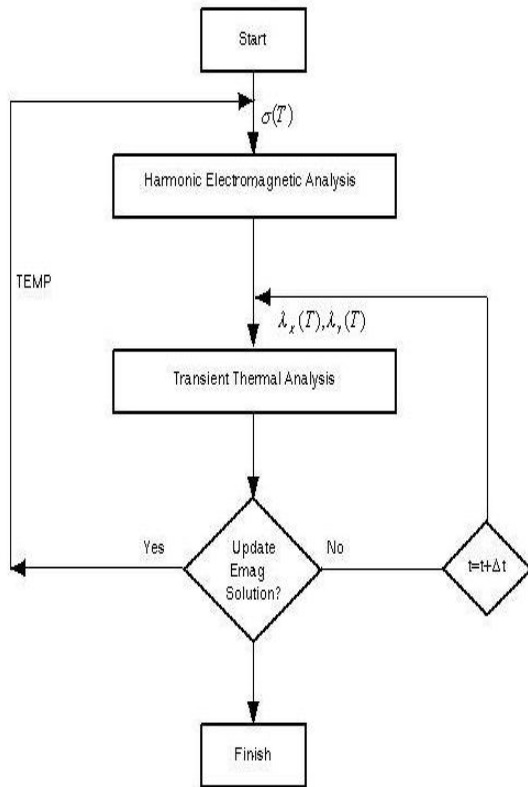 Start
σ(T)
Harmonic Electromagnetic Analysis
TEMP
λx(T),λy(T)
Transient Thermal Analysis
Yes
Update
Emag
Solution?
No
t=t+Δt
Finish